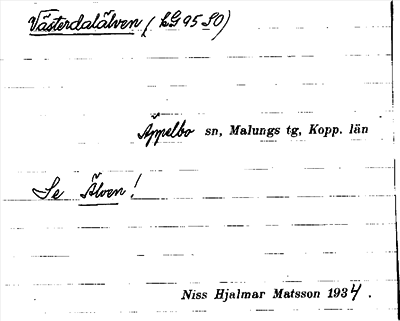 Västerdalälven (LG 95 SO)
Äppelbo sn, Malungs tg, Kopp. län
Se Älven!
Niss Hjalmar Matsson 1934.